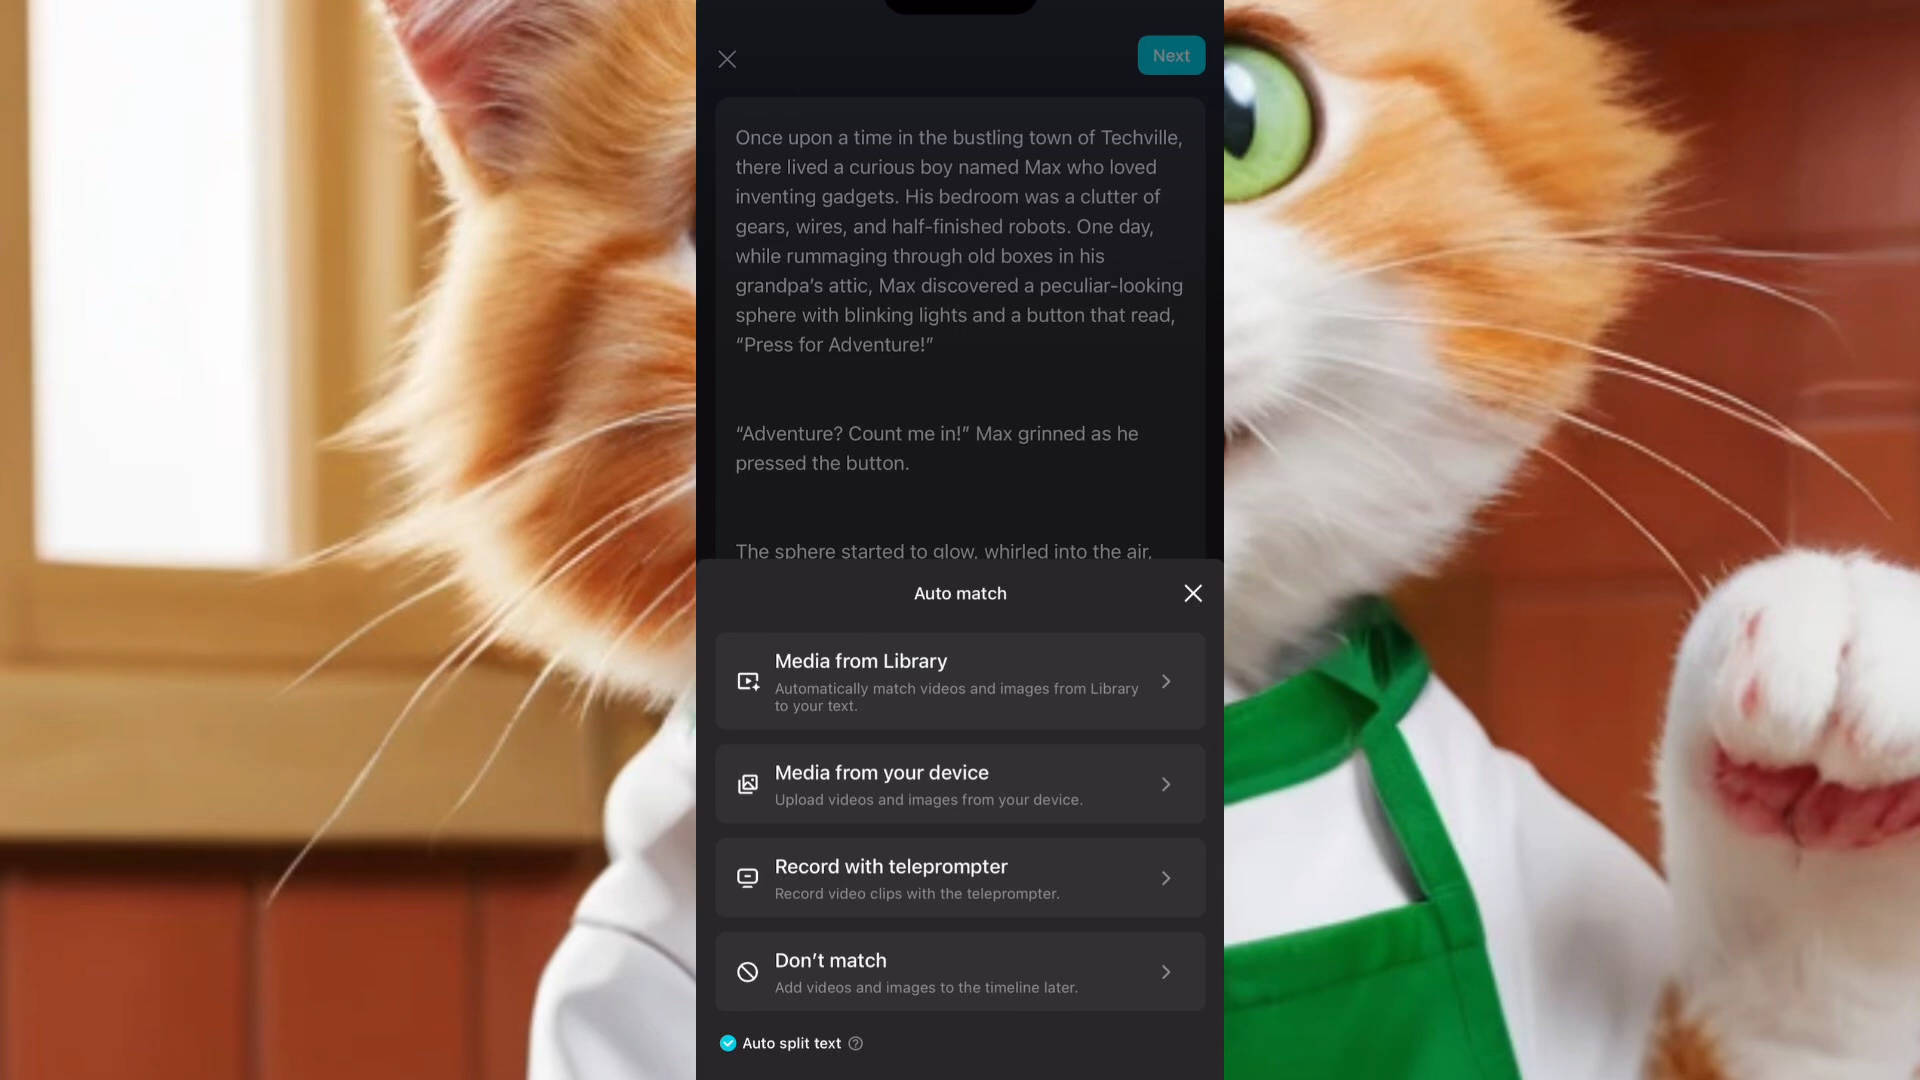 Next
Once upon a time in the bustling town of Techville,
there lived a curious boy named Max who loved
inventing gadgets. His bedroom was a clutter of
gears, wires, and half-finished robots. One day,
while rummaging through old boxes in his
grandpa’s attic, Max discovered a peculiar-looking
sphere with blinking lights and a button that read,
“Press for Adventure!”
“Adventure? Count me in!” Max grinned as he
pressed the button.
The sphere started to glow, whirled into the air,
Auto match
Media from Library
Automatically match videos and images from Library
to your text.
Media from your device
Upload videos and images from your device.
Record with teleprompter
Record video clips with the teleprompter.
Don’t match
Add videos and images to the timeline later.
Auto split text